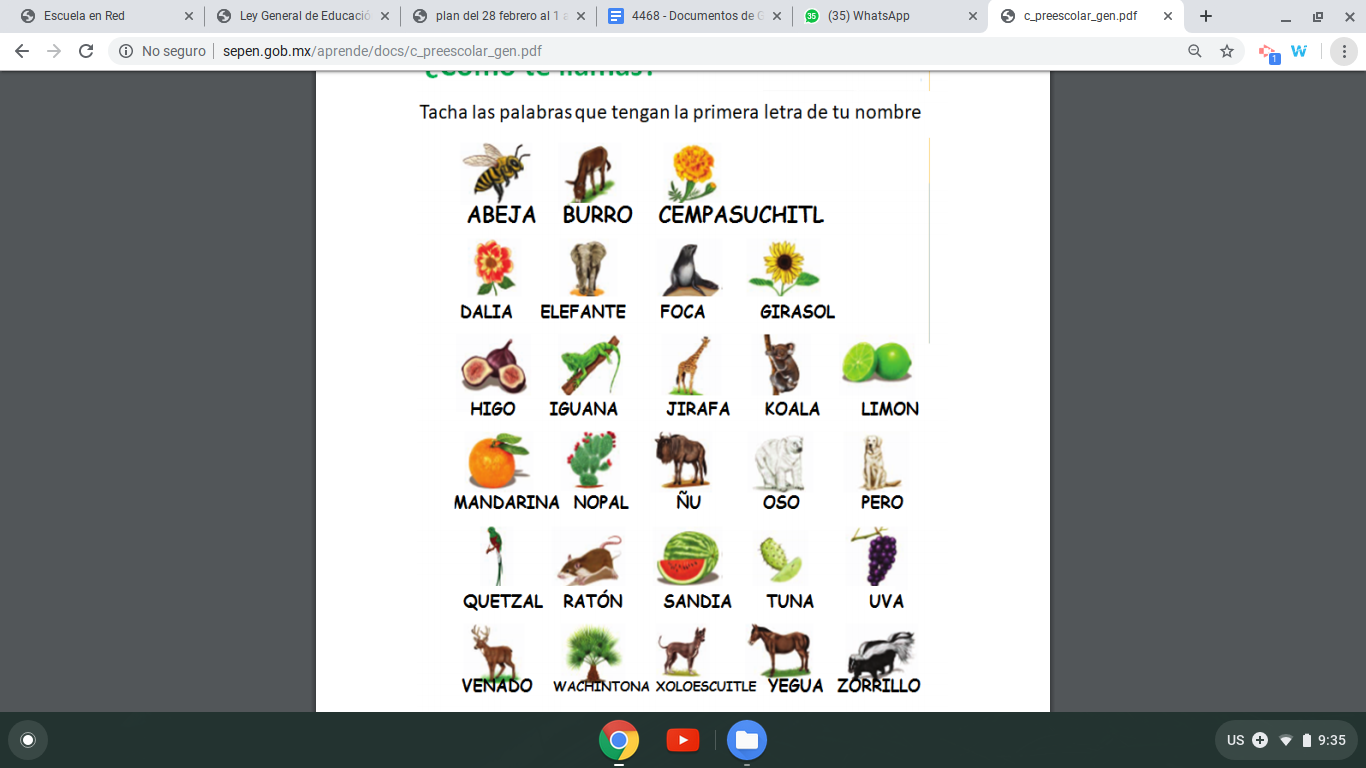 Escuela en Red
Ley General de Educació
plan del 28 febrero al 1 a
4468 - Documentos de G
(35) WhatsApp
c_preescolar_gen.pdf
No seguro
sepen.gob.mx/aprende/docs/c_preescolar_gen.pdf
¿Cómo te llamas?
Tacha las palabras que tengan la primera letra de tu nombre
ABEJA BURRO CEMPASUCHITL
DALIA ELEFANTE FOCA GIRASOL
HIGO IGUANA JIRAFA KOALA LIMON
MANDARINA NOPAL ÑU OSO PERO
QUETZAL RATÓN SANDIA TUNA UVA
VENADO WACHINTONA XOLOESCUITLE YEGUA ZORRILLO
US 9:35